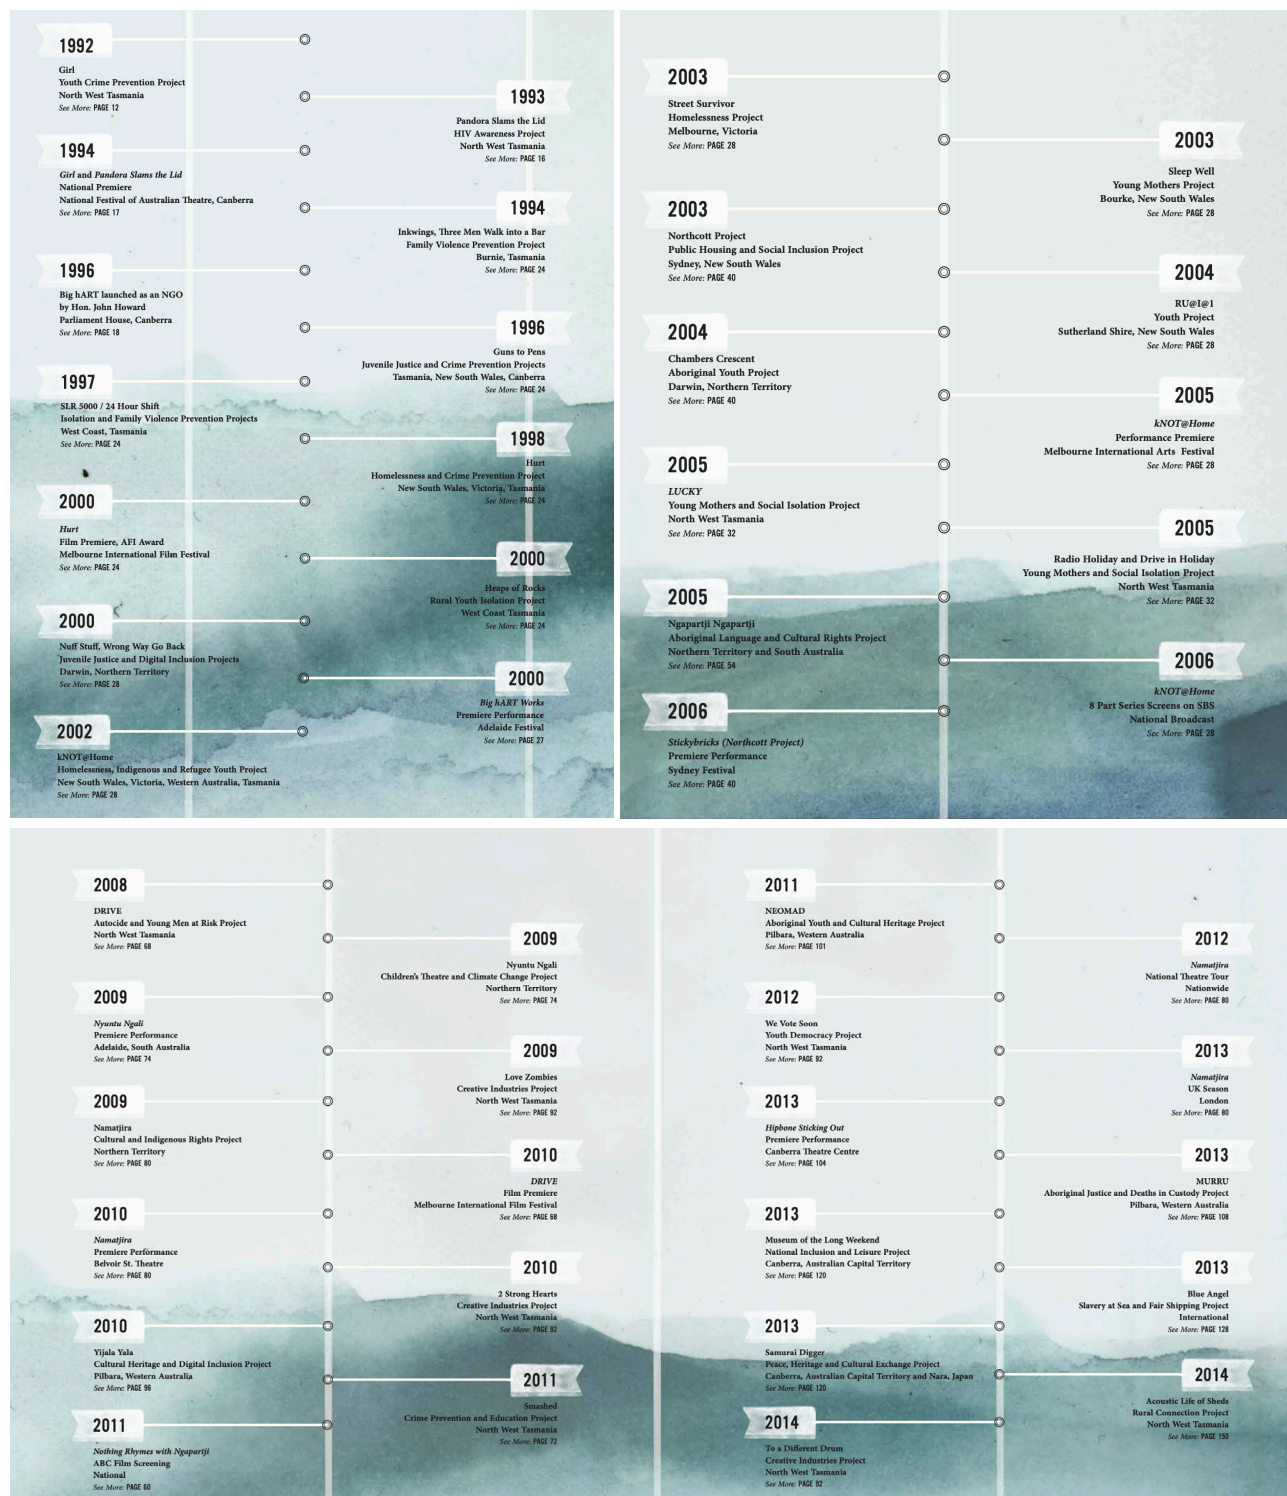 1992
Girl
Youth Crime Prevention Project
North West Tasmania
See More: PAGE 12
1993
Pandora Slams the Lid
HIV Awareness Project
North West Tasmania
See More: PAGE 16
1994
Girl and Pandora Slams the Lid
National Premiere
National Festival of Australian Theatre, Canberra
See More: PAGE 17
1994
Inkwings, Three Men Walk into a Bar
Family Violence Prevention Project
Burnie, Tasmania
See More: PAGE 24
1996
Big hART launched as an NGO
by Hon. John Howard
Parliament House, Canberra
See More: PAGE 18
1996
Guns to Pens
Juvenile Justice and Crime Prevention Projects
Tasmania, New South Wales, Canberra
See More: PAGE 24
1997
SLR 5000 / 24 Hour Shift
Isolation and Family Violence Prevention Projects
West Coast, Tasmania
See More: PAGE 24
1998
Hurt
Homelessness and Crime Prevention Project
New South Wales, Victoria, Tasmania
See More: PAGE 24
2000
Hurt
Film Premiere, AFI Award
Melbourne International Film Festival
See More: PAGE 24
2000
Heaps of Rocks
Rural Youth Isolation Project
West Coast Tasmania
See More: PAGE 24
2000
Nuff Stuff, Wrong Way Go Back
Juvenile Justice and Digital Inclusion Projects
Darwin, Northern Territory
See More: PAGE 28
2000
Big hART Works
Premiere Performance
Adelaide Festival
See More: PAGE 27
2002
kNOT@Home
Homelessness, Indigenous and Refugee Youth Project
New South Wales, Victoria, Western Australia, Tasmania
See More: PAGE 28
2003
Street Survivor
Homelessness Project
Melbourne, Victoria
See More: PAGE 28
2003
Sleep Well
Young Mothers Project
Bourke, New South Wales
See More: PAGE 28
2003
Northcott Project
Public Housing and Social Inclusion Project
Sydney, New South Wales
See More: PAGE 40
2004
RU@I@1
Youth Project
Sutherland Shire, New South Wales
See More: PAGE 28
2004
Chambers Crescent
Aboriginal Youth Project
Darwin, Northern Territory
See More: PAGE 40
2005
kNOT@Home
Performance Premiere
Melbourne International Arts Festival
See More: PAGE 28
2005
LUCKY
Young Mothers and Social Isolation Project
North West Tasmania
See More: PAGE 32
2005
Radio Holiday and Drive in Holiday
Young Mothers and Social Isolation Project
North West Tasmania
See More: PAGE 32
2005
Ngapartji Ngapartji
Aboriginal Language and Cultural Rights Project
Northern Territory and South Australia
See More: PAGE 54
2006
kNOT@Home
8 Part Series Screens on SBS
National Broadcast
See More: PAGE 28
2006
Stickybricks (Northcott Project)
Premiere Performance
Sydney Festival
See More: PAGE 40
2008
DRIVE
Autocide and Young Men at Risk Project
North West Tasmania
See More: PAGE 68
2009
Nyuntu Ngali
Children's Theatre and Climate Change Project
Northern Territory
See More: PAGE 74
2009
Nyuntu Ngali
Premiere Performance
Adelaide, South Australia
See More: PAGE 74
2009
Love Zombies
Creative Industries Project
North West Tasmania
See More: PAGE 92
2009
Namatjira
Cultural and Indigenous Rights Project
Northern Territory
See More: PAGE 80
2010
DRIVE
Film Premiere
Melbourne International Film Festival
See More: PAGE 68
2010
Namatjira
Premiere Performance
Belvoir St. Theatre
See More: PAGE 80
2010
2 Strong Hearts
Creative Industries Project
North West Tasmania
See More: PAGE 92
2010
Yijala Yala
Cultural Heritage and Digital Inclusion Project
Pilbara, Western Australia
See More: PAGE 96
2011
Smashed
Crime Prevention and Education Project
North West Tasmania
See More: PAGE 72
2011
Nothing Rhymes with Ngapartji
ABC Film Screening
National
See More: PAGE 60
2011
NEOMAD
Aboriginal Youth and Cultural Heritage Project
Pilbara, Western Australia
See More: PAGE 101
2012
Namatjira
National Theatre Tour
Nationwide
See More: PAGE 80
2012
We Vote Soon
Youth Democracy Project
North West Tasmania
See More: PAGE 92
2013
Namatjira
UK Season
London
See More: PAGE 80
2013
Hipbone Sticking Out
Premiere Performance
Canberra Theatre Centre
See More: PAGE 104
2013
MURRU
Aboriginal Justice and Deaths in Custody Project
Pilbara, Western Australia
See More: PAGE 108
2013
Museum of the Long Weekend
National Inclusion and Leisure Project
Canberra, Australian Capital Territory
See More: PAGE 120
2013
Blue Angel
Slavery at Sea and Fair Shipping Project
International
See More: PAGE 128
2013
Samurai Digger
Peace, Heritage and Cultural Exchange Project
Canberra, Australian Capital Territory and Nara, Japan
See More: PAGE 120
2014
Acoustic Life of Sheds
Rural Connection Project
North West Tasmania
See More: PAGE 150
2014
To a Different Drum
Creative Industries Project
North West Tasmania
See More: PAGE 92